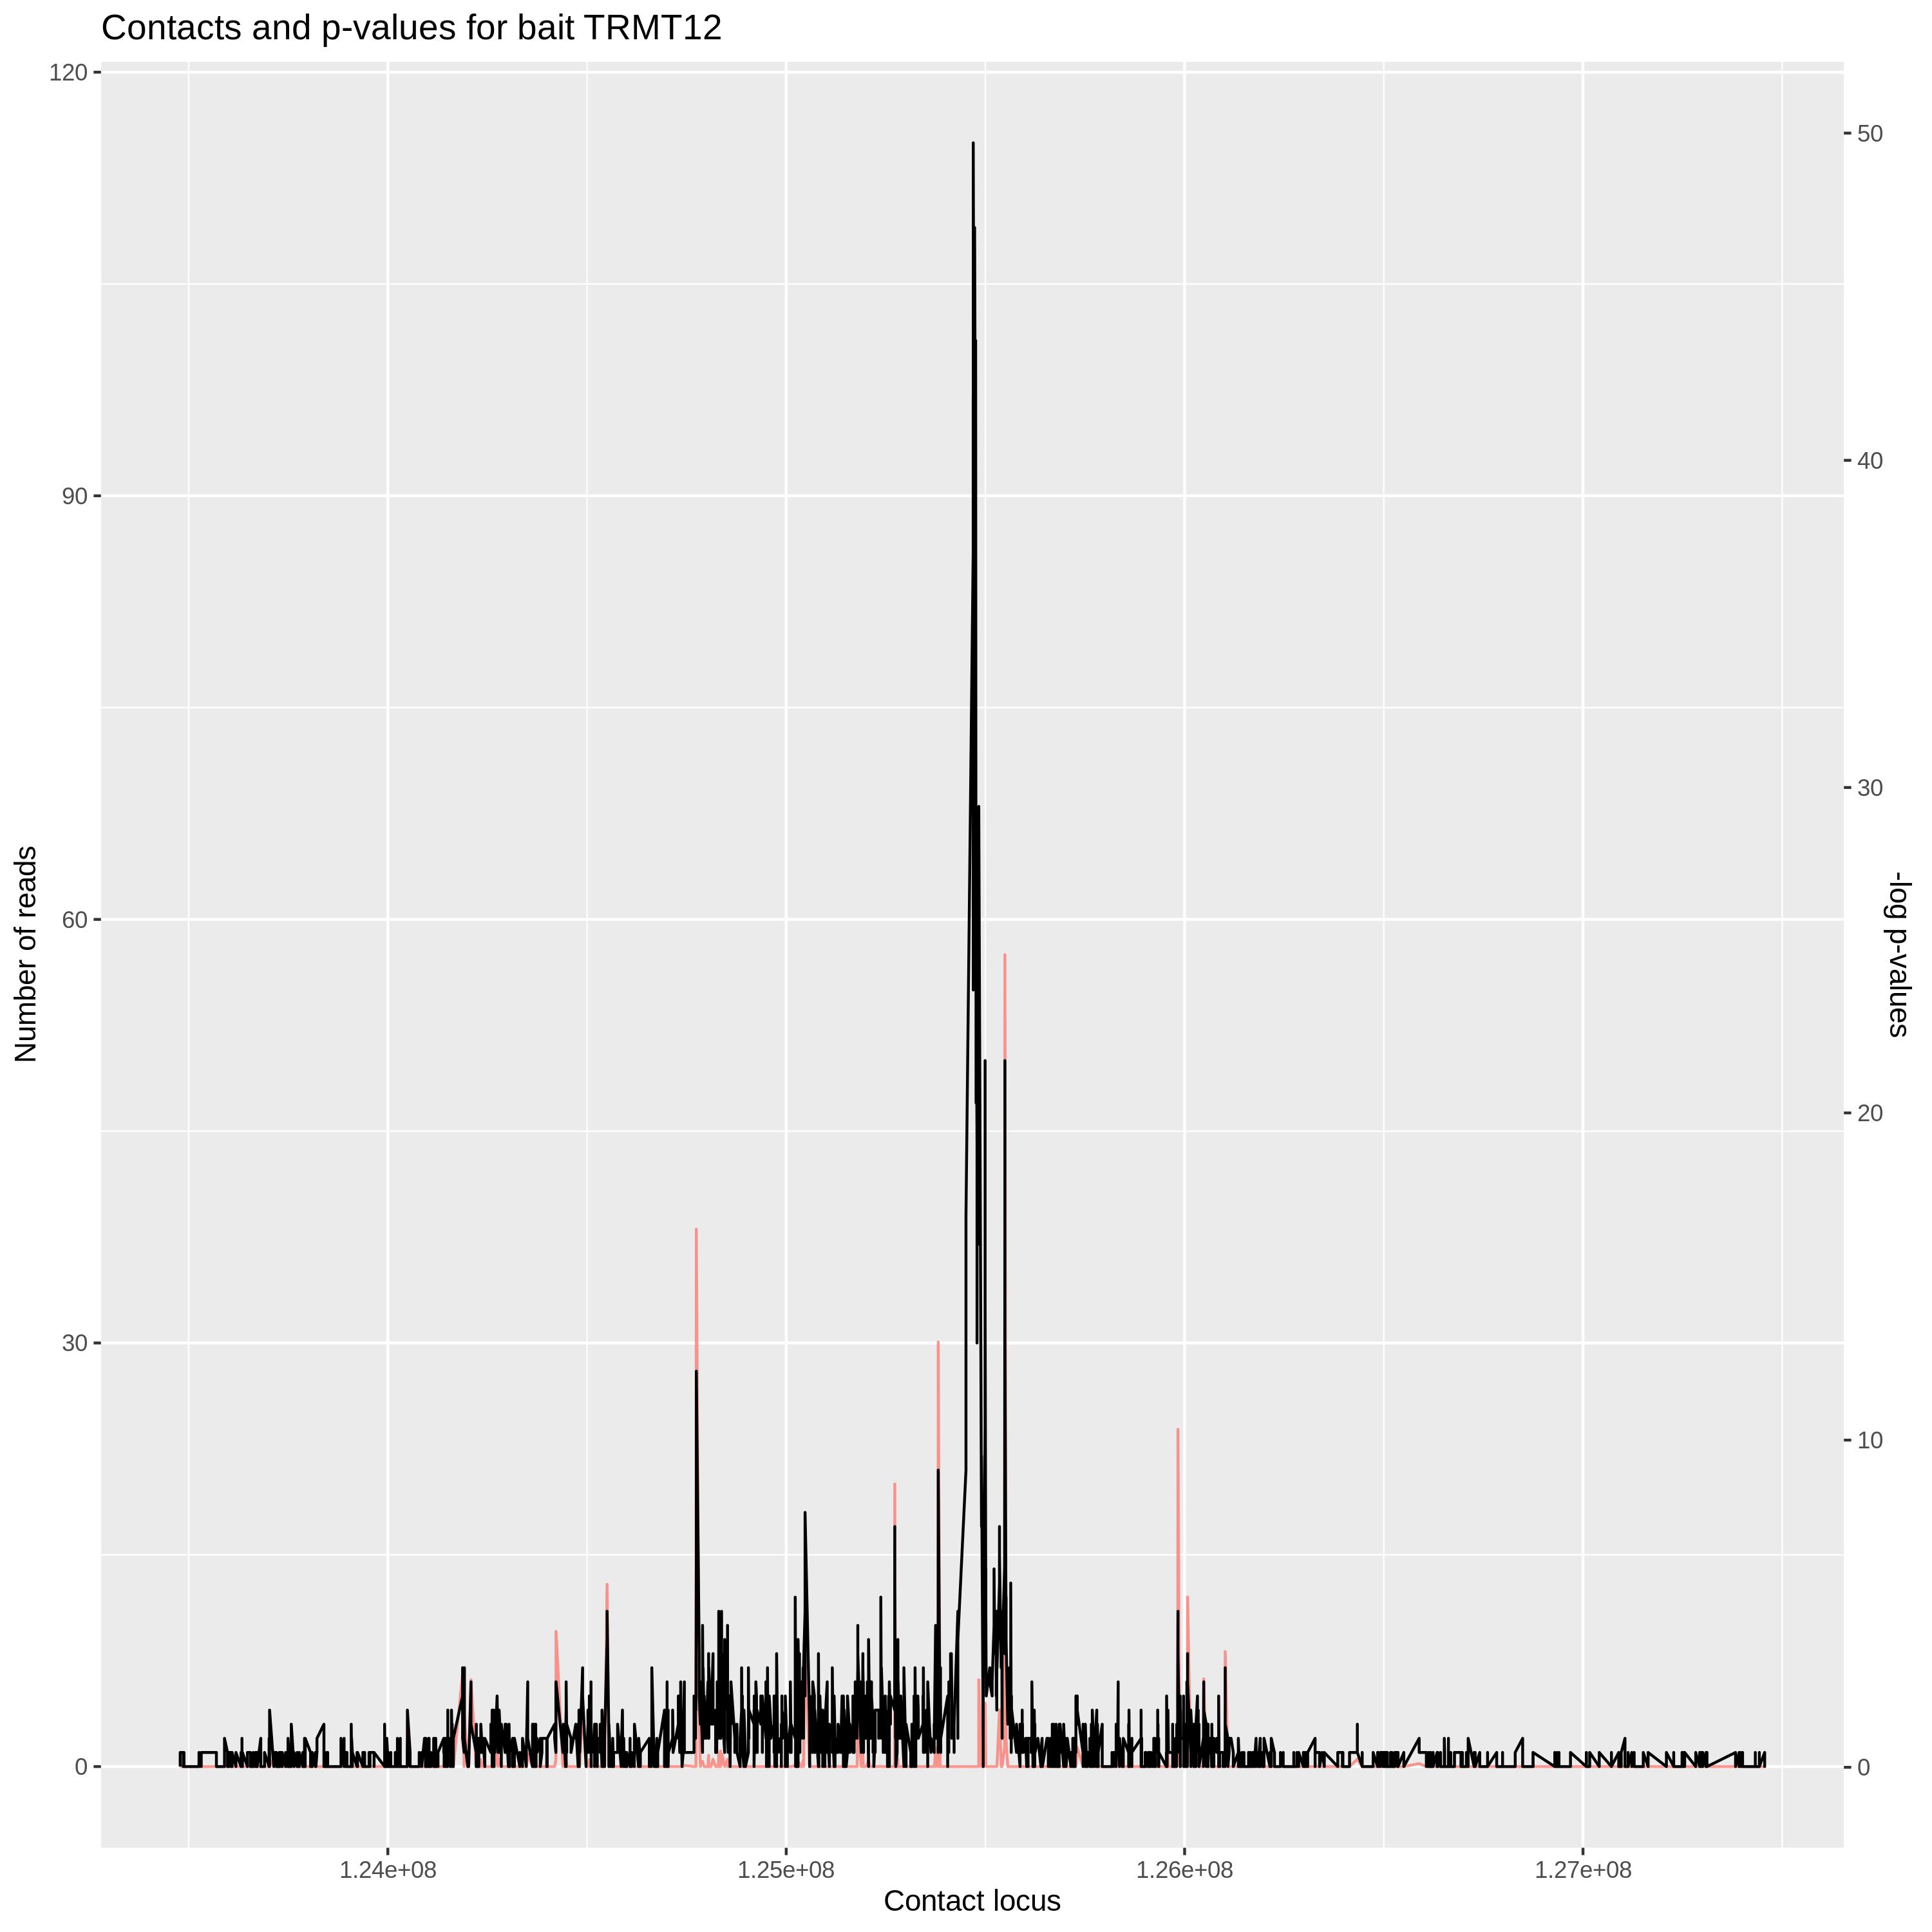 Contacts and p-values for bait TRMT12
120
90
60
30
0
Number of reads
50
40
30
20
10
0
-log p-values
1.24e+08
1.25e+08
1.26e+08
1.27e+08
Contact locus